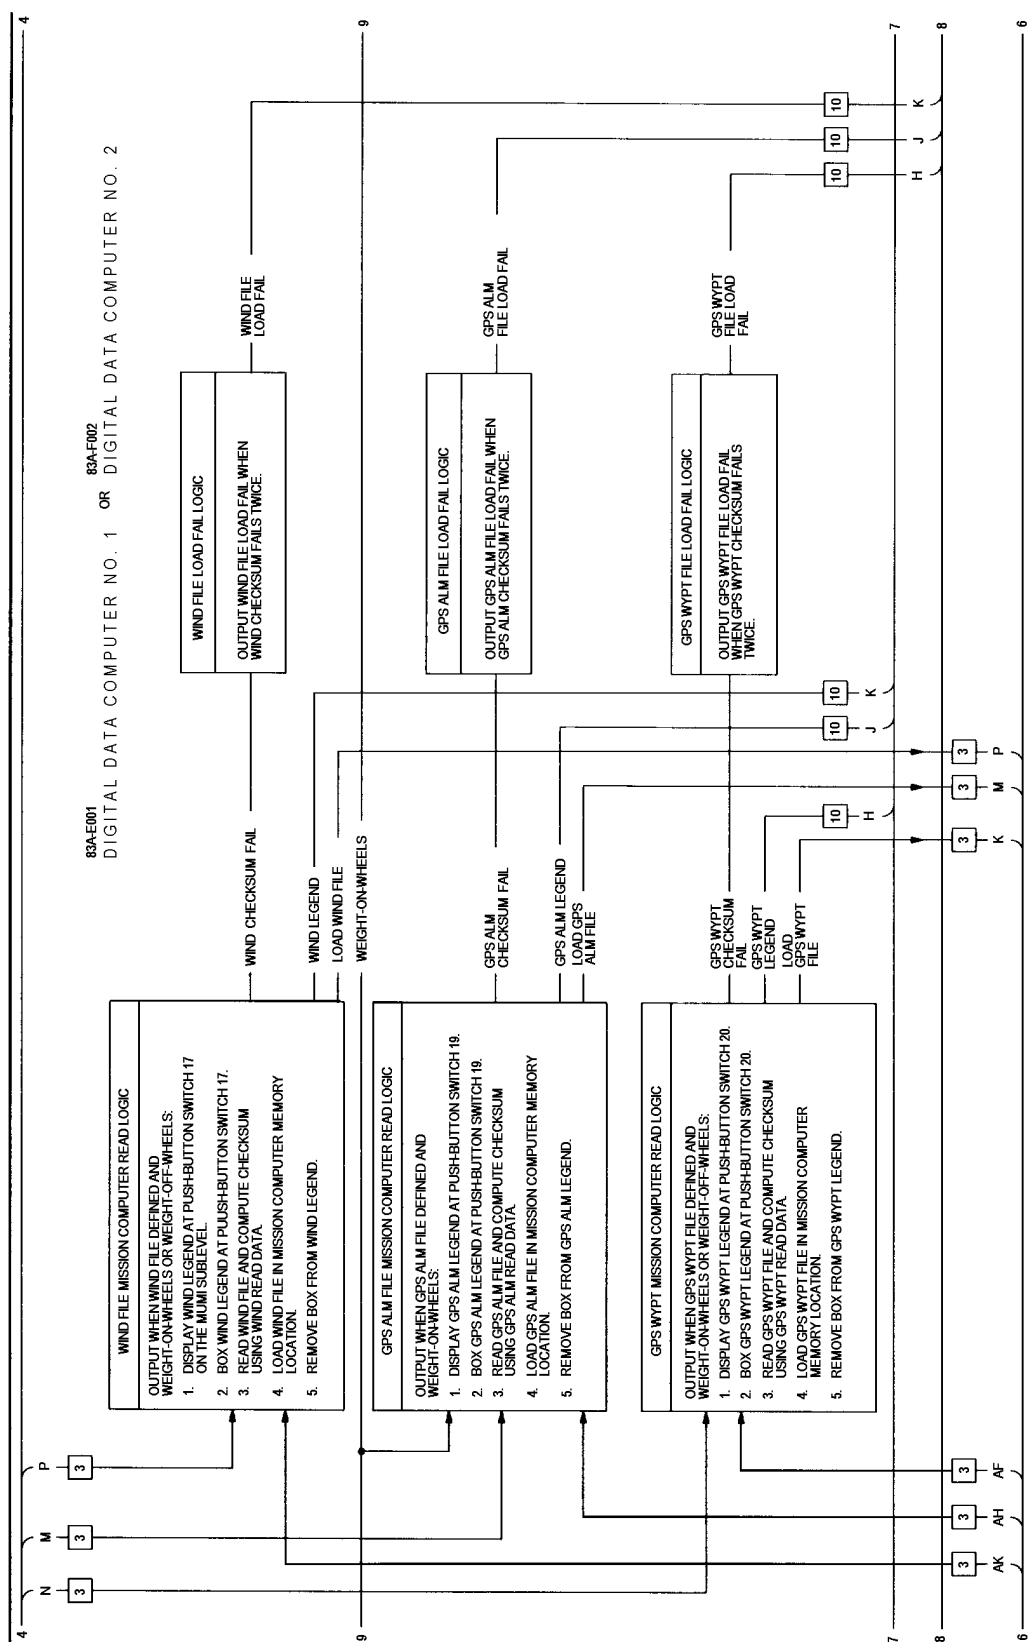 83A-E001
DIGITAL DATA COMPUTER NO. 1
OR
83A-F002
DIGITAL DATA COMPUTER NO. 2
4
4
N
3
M
3
P
3
WIND FILE MISSION COMPUTER READ LOGIC
OUTPUT WHEN WIND FILE DEFINED AND
WEIGHT-ON-WHEELS OR WEIGHT-OFF-WHEELS:
1. DISPLAY WIND LEGEND AT PUSH-BUTTON SWITCH 17
ON THE MUMI SUBLEVEL.
2. BOX WIND LEGEND AT PUUSH-BUTTON SWITCH 17.
3. READ WIND FILE AND COMPUTE CHECKSUM
USING WIND READ DATA.
4. LOAD WIND FILE IN MISSION COMPUTER MEMORY
LOCATION.
5. REMOVE BOX FROM WIND LEGEND.
WIND CHECKSUM FAIL
WIND LEGEND
LOAD WIND FILE
WEIGHT-ON-WHEELS
WIND FILE LOAD FAIL LOGIC
OUTPUT WIND FILE LOAD FAIL WHEN
WIND CHECKSUM FAILS TWICE.
WIND FILE
LOAD FAIL
9
9
GPS ALM FILE MISSION COMPUTER READ LOGIC
OUTPUT WHEN GPS ALM FILE DEFINED AND
WEIGHT-ON-WHEELS:
1. DISPLAY GPS ALM LEGEND AT PUSH-BUTTON SWITCH 19.
2. BOX GPS ALM LEGEND AT PUSH-BUTTON SWITCH 19.
3. READ GPS ALM FILE AND COMPUTE CHECKSUM
USING GPS ALM READ DATA.
4. LOAD GPS ALM FILE IN MISSION COMPUTER MEMORY
LOCATION.
5. REMOVE BOX FROM GPS ALM LEGEND.
GPS ALM
CHECKSUM FAIL
GPS ALM LEGEND
LOAD GPS
ALM FILE
GPS ALM FILE LOAD FAIL LOGIC
OUTPUT GPS ALM FILE LOAD FAIL WHEN
GPS ALM CHECKSUM FAILS TWICE.
GPS ALM
FILE LOAD FAIL
GPS WYPT MISSION COMPUTER READ LOGIC
OUTPUT WHEN GPS WYPT FILE DEFINED AND
WEIGHT-ON-WHEELS OR WEIGHT-OFF-WHEELS:
1. DISPLAY GPS WYPT LEGEND AT PUSH-BUTTON SWITCH 20.
2. BOX GPS WYPT LEGEND AT PUSH-BUTTON SWITCH 20.
3. READ GPS WYPT FILE AND COMPUTE CHECKSUM
USING GPS WYPT READ DATA.
4. LOAD GPS WYPT FILE IN MISSION COMPUTER
MEMORY LOCATION.
5. REMOVE BOX FROM GPS WYPT LEGEND.
GPS WYPT
CHECKSUM
FAIL
GPS WYPT
LEGEND
LOAD
GPS WYPT
FILE
GPS WYPT FILE LOAD FAIL LOGIC
OUTPUT GPS WYPT FILE LOAD FAIL
WHEN GPS WYPT CHECKSUM FAILS
TWICE.
GPS WYPT
FILE LOAD
FAIL
10
H
10
J
10
K
10
H
10
J
10
K
7
7
8
8
3
AK
3
AH
3
AF
3
K
3
M
3
P
6
6